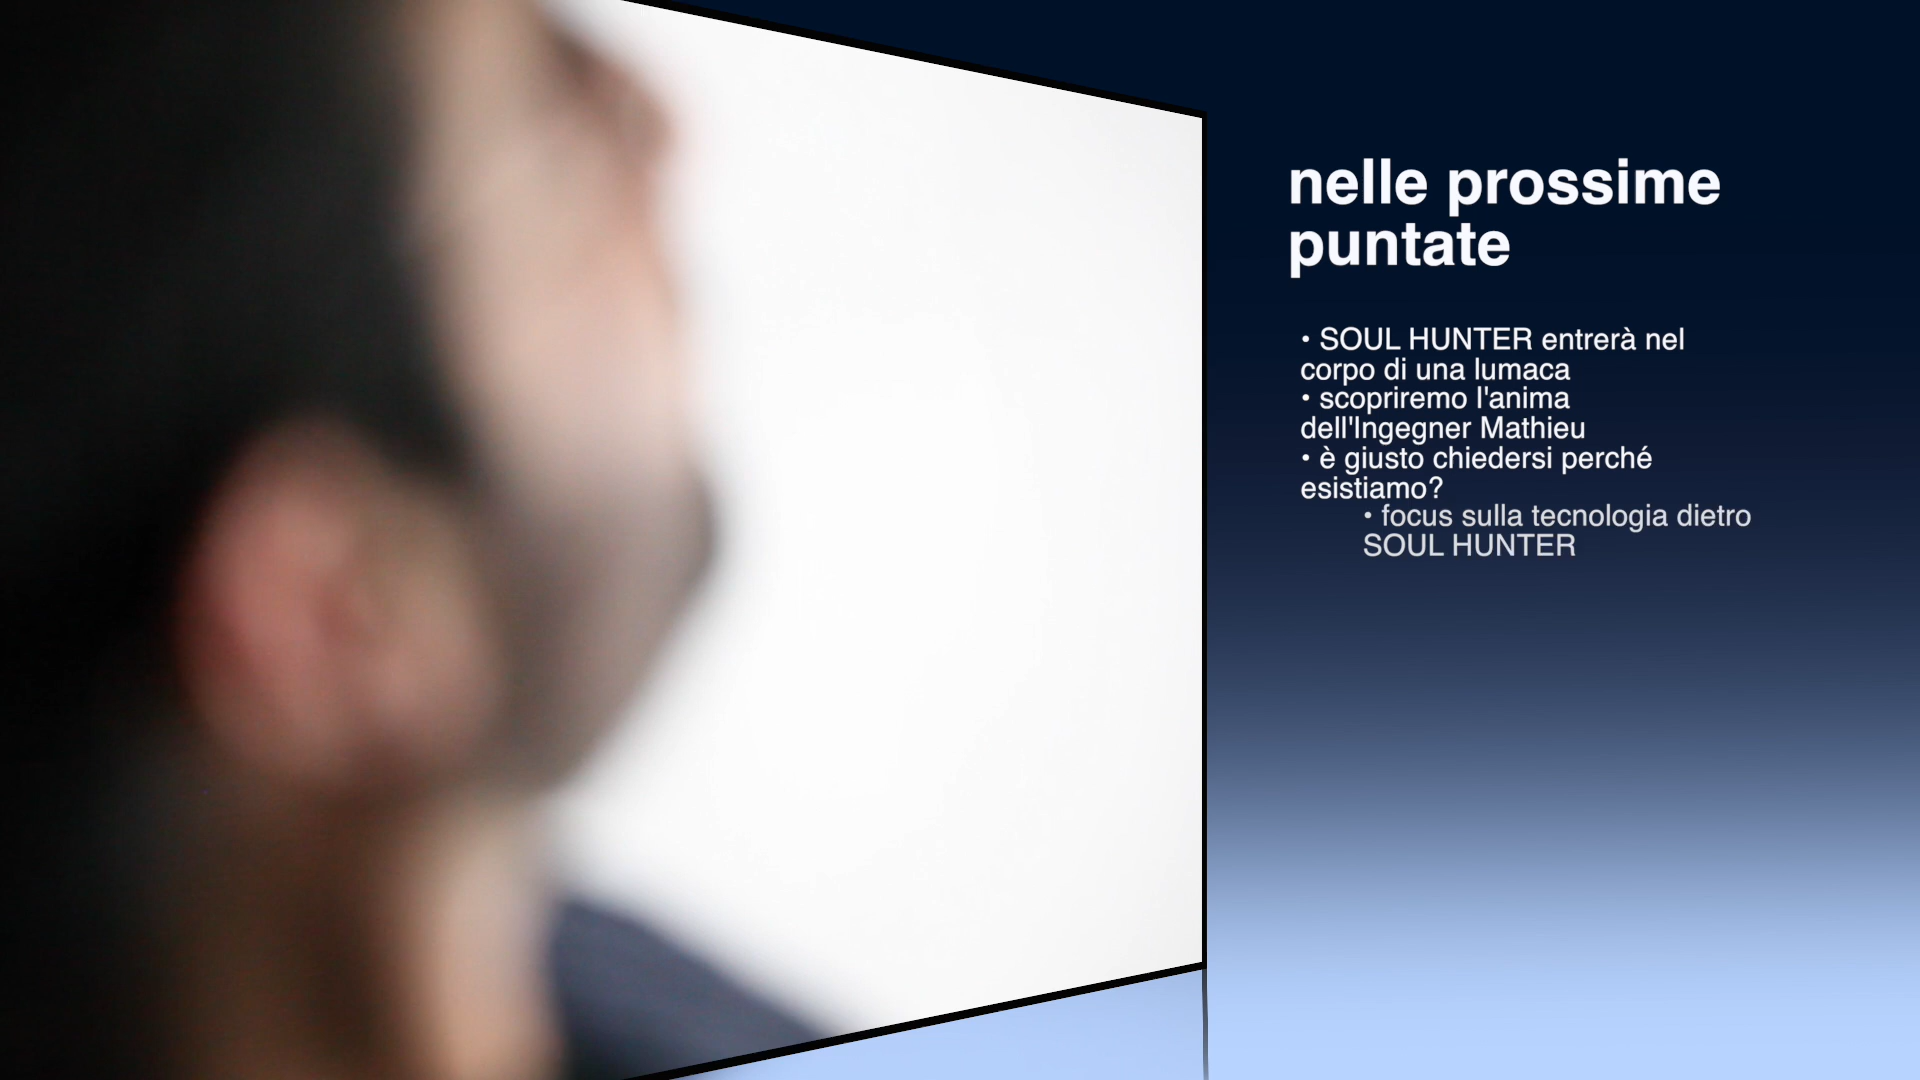 nelle prossime
puntate
• SOUL HUNTER entrerà nel
corpo di una lumaca
• scopriremo l'anima
dell'Ingegner Mathieu
• è giusto chiedersi perché
esistiamo?
• focus sulla tecnologia dietro
SOUL HUNTER